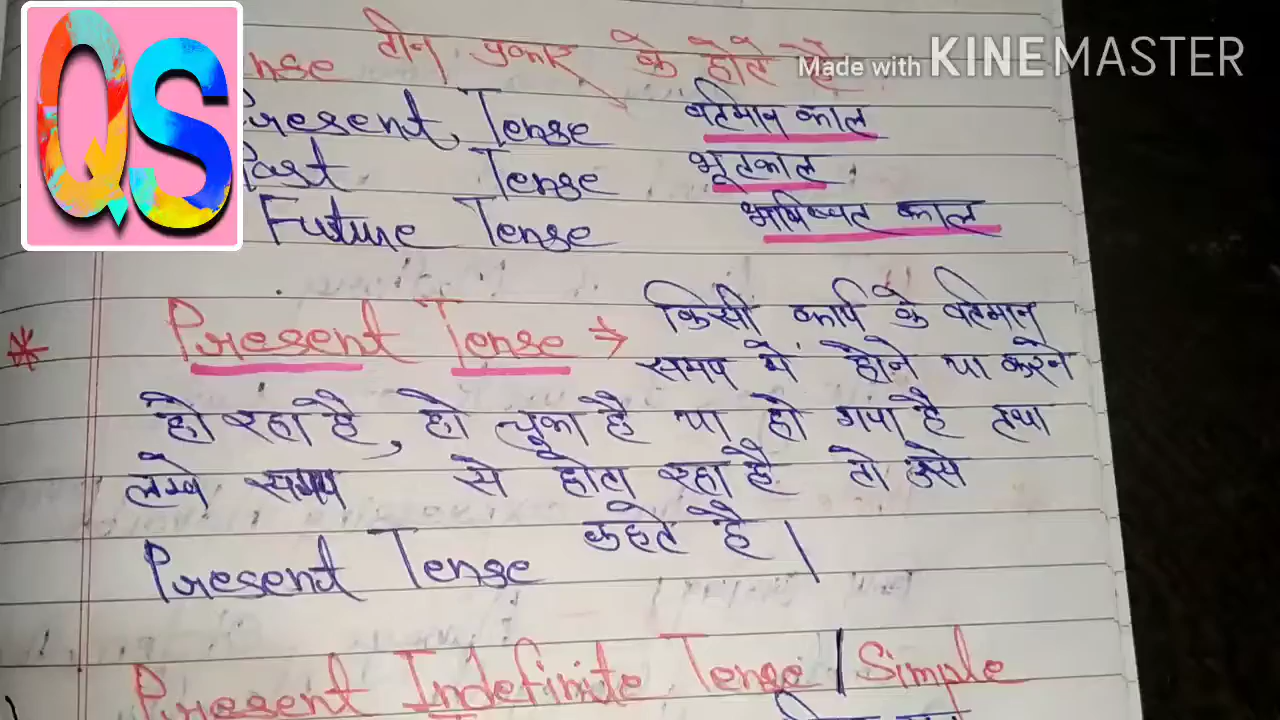 QS
Made with KINEMASTER
nse तीन प्रकार के होते हैं
Present Tense वर्तमान काल
Past Tense भूतकाल
Future Tense भविष्यत काल
* Present Tense → किसी कार्य के वर्तमान
समय में होने या करने
हो रहा है, हो चूका है या हो गया है तथा
लम्बे समय से होता रहा है तो उसे
Present Tense कहते है।
Present Indefinite Tense | Simple